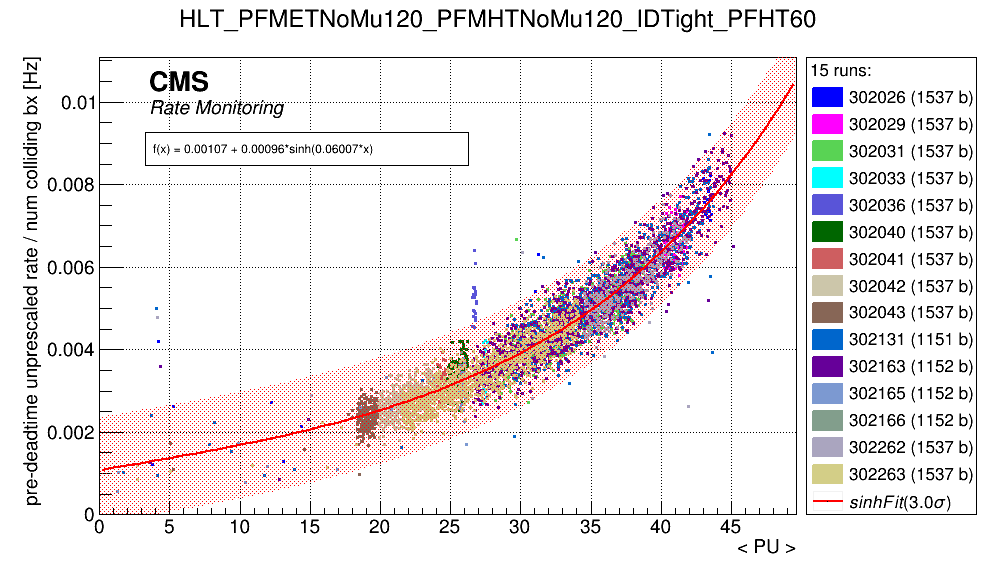 HLT_PFMETNoMu120_PFMHTNoMu120_IDTight_PFHT60
pre-deadtime unprescaled rate / num colliding bx [Hz]
CMS
Rate Monitoring
f(x) = 0.00107 + 0.00096*sinh(0.06007*x)
0.01
0.008
0.006
0.004
0.002
0
0 5 10 15 20 25 30 35 40 45
< PU >
15 runs:
302026 (1537 b)
302029 (1537 b)
302031 (1537 b)
302033 (1537 b)
302036 (1537 b)
302040 (1537 b)
302041 (1537 b)
302042 (1537 b)
302043 (1537 b)
302131 (1151 b)
302163 (1152 b)
302165 (1152 b)
302166 (1152 b)
302262 (1537 b)
302263 (1537 b)
sinhFit(3.0σ)